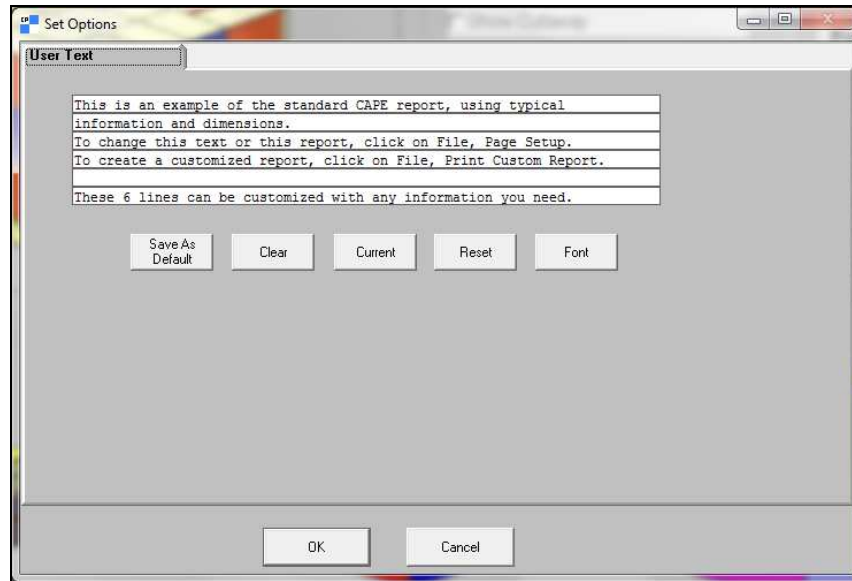 Set Options
User Text
This is an example of the standard CAPE report, using typical
information and dimensions.
To change this text or this report, click on File, Page Setup.
To create a customized report, click on File, Print Custom Report.
These 6 lines can be customized with any information you need.
Save As
Default
Clear
Current
Reset
Font
OK
Cancel